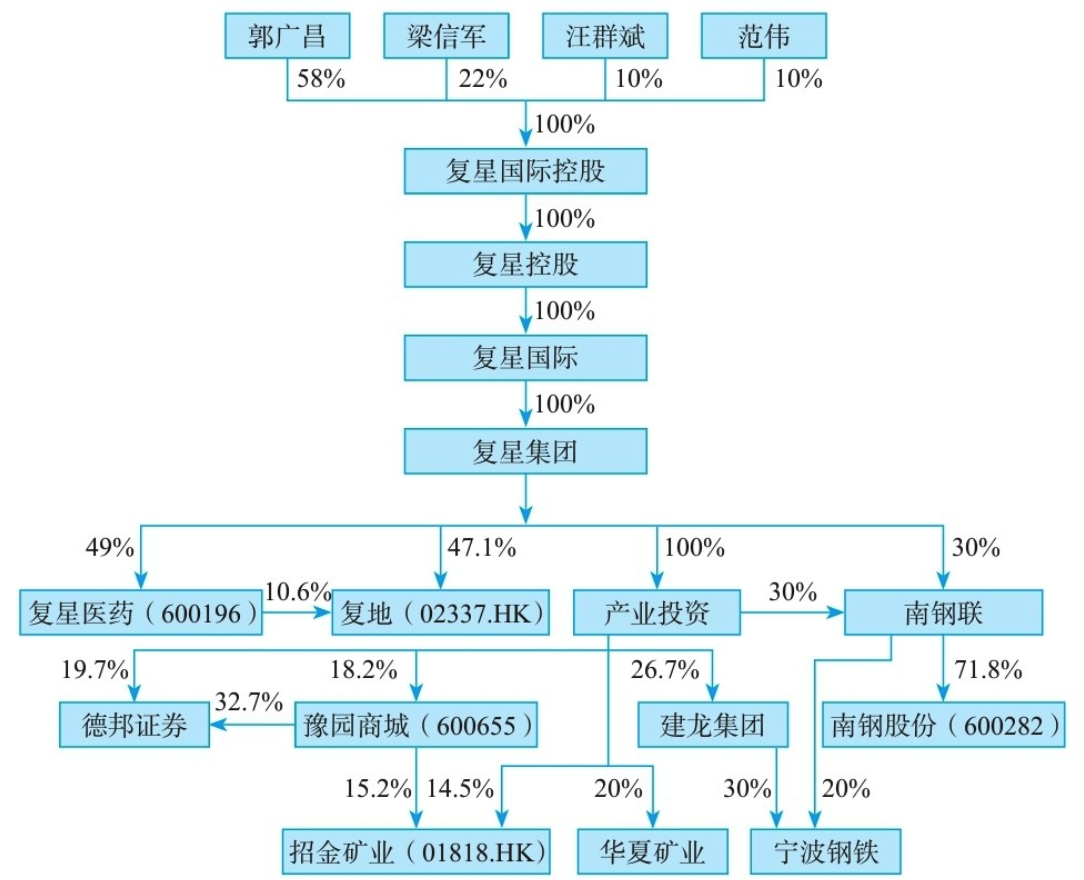 郭广昌 梁信军 汪群斌 范伟
58% 22% 10% 10%
100%
复星国际控股
100%
复星控股
100%
复星国际
100%
复星集团
49% 47.1% 100% 30%
复星医药（600196） 10.6% 复地（02337.HK） 产业投资 30% 南钢联
19.7% 18.2% 26.7% 71.8%
德邦证券 32.7% 豫园商城（600655） 建龙集团 南钢股份（600282）
15.2% 14.5% 20% 30% 20%
招金矿业（01818.HK） 华夏矿业 宁波钢铁